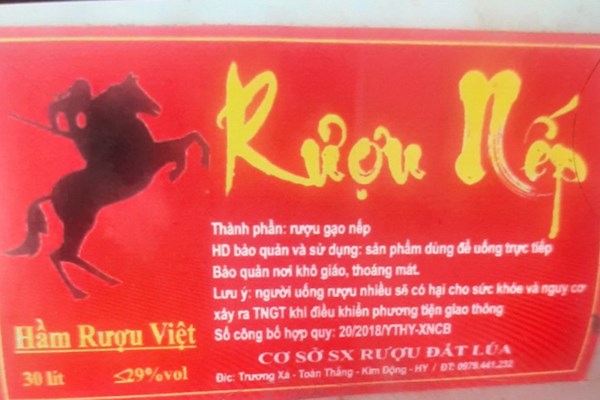 Rượu Nếp
Thành phần: rượu gạo nếp
HD bảo quản và sử dụng: sản phẩm dùng để uống trực tiếp
Bảo quản nơi khô giáo, thoáng mát.
Lưu ý: người uống rượu nhiều sẽ có hại cho sức khỏe và nguy cơ
xảy ra TNGT khi điều khiển phương tiện giao thông
Số công bố hợp quy: 20/2018/YTHY-XNCB
Hầm Rượu Việt
CƠ SỞ SX RƯỢU ĐẤT LÚA
30 lít 29%vol
Đ/c: Trương Xá - Toàn Thắng - Kim Động - HY / ĐT: 0978.441.232